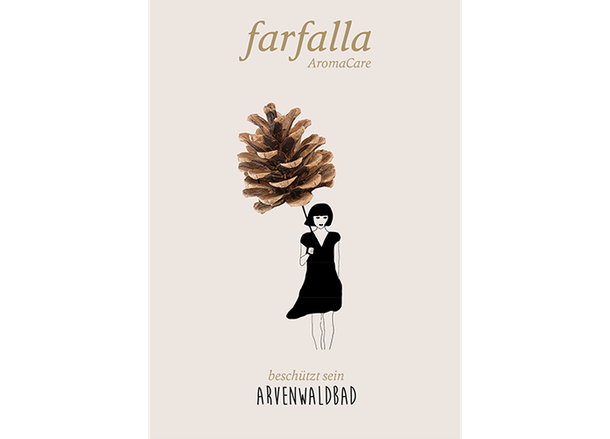 farfalla
AromaCare
beschützt sein
ARVENWALDBAD